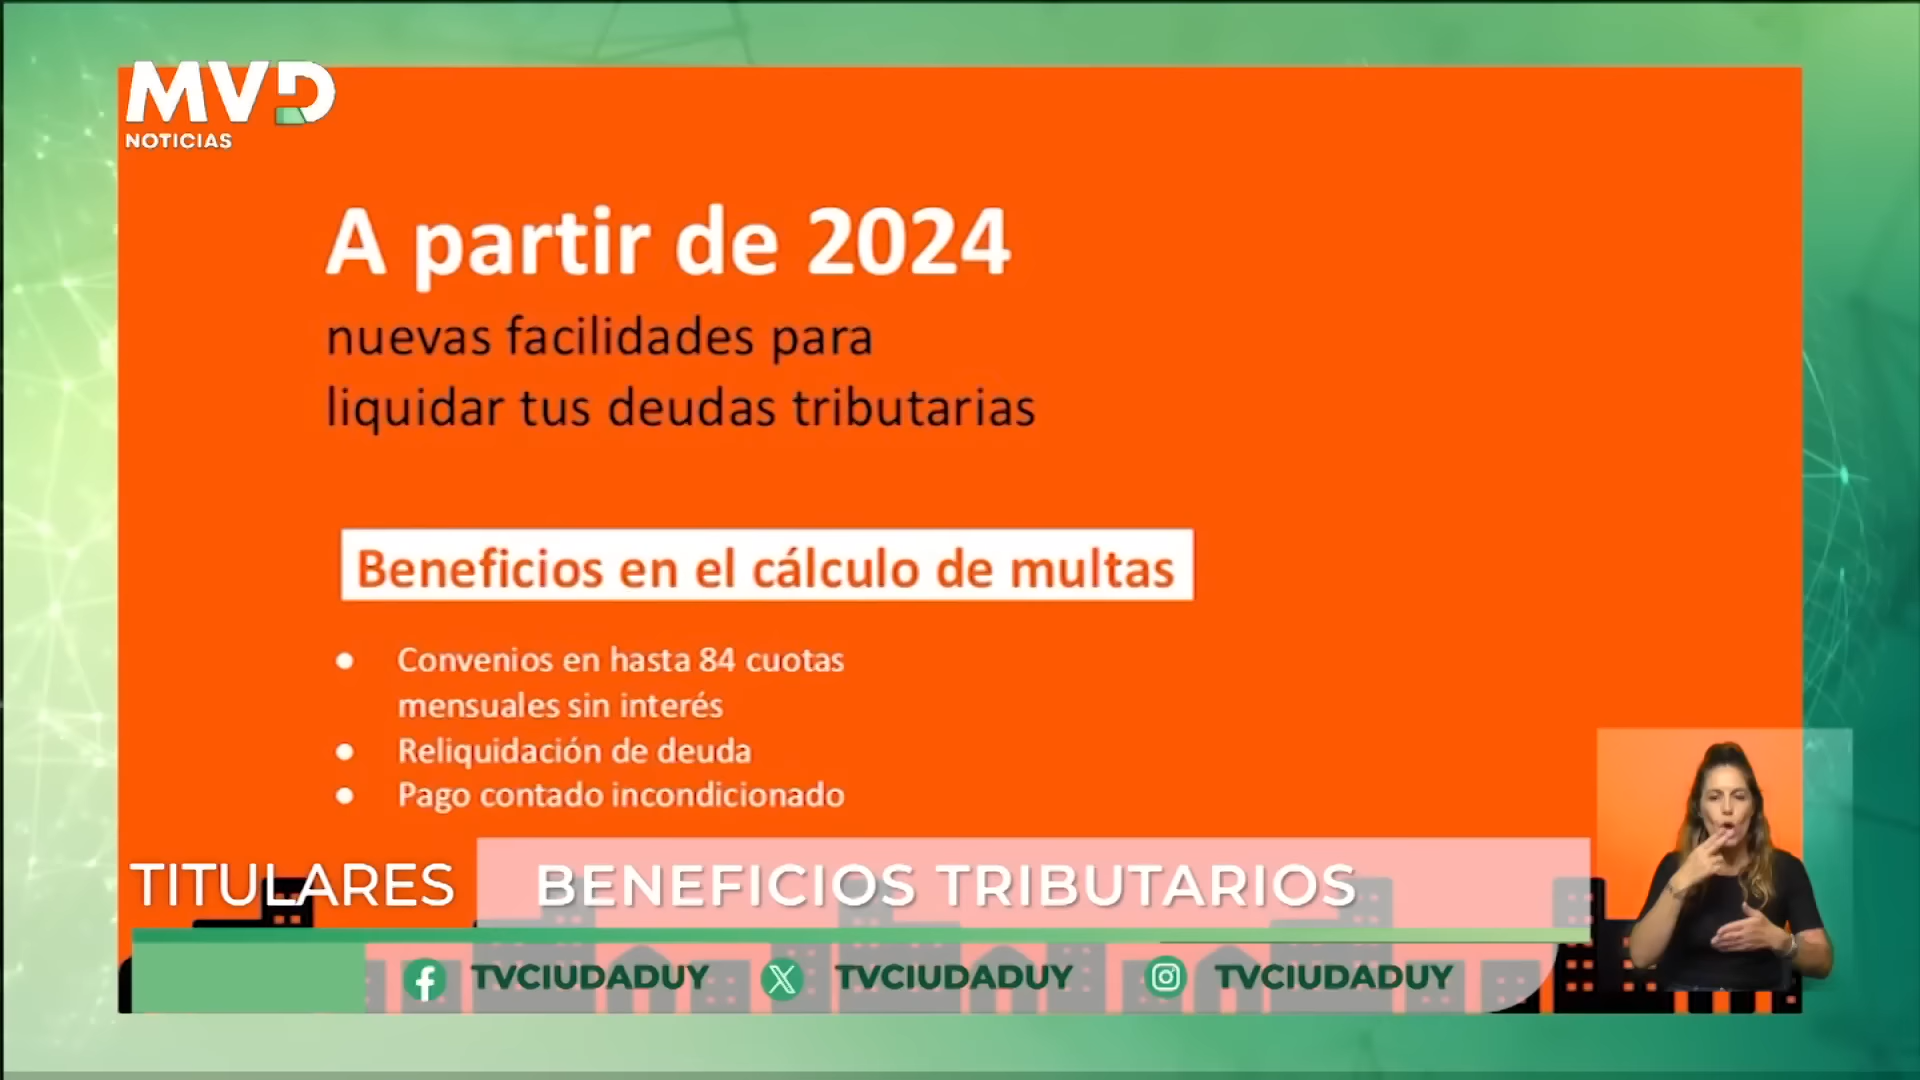 MVD
NOTICIAS
A partir de 2024
nuevas facilidades para
liquidar tus deudas tributarias
Beneficios en el cálculo de multas
• Convenios en hasta 84 cuotas
mensuales sin interés
• Reliquidación de deuda
• Pago contado incondicionado
TITULARES BENEFICIOS TRIBUTARIOS
TVCIUDADUY TVCIUDADUY TVCIUDADUY